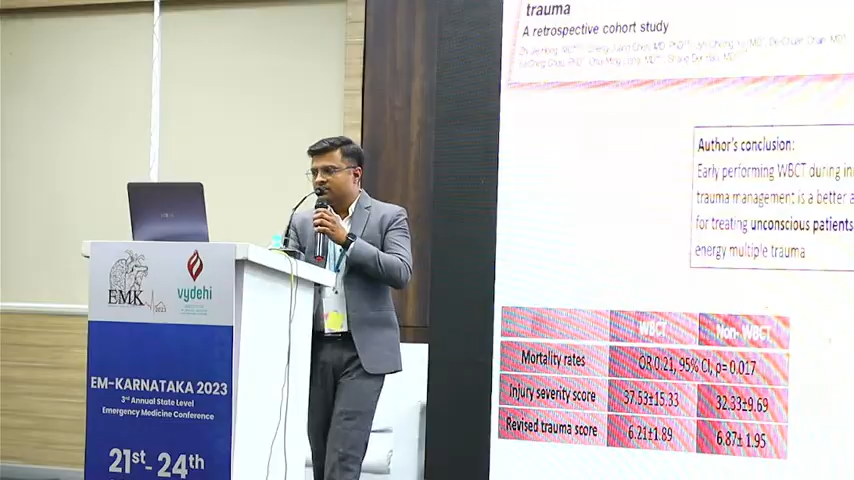 trauma
A retrospective cohort study
Author's conclusion:
Early performing WBCT during
trauma management is a better
for treating unconscious patients
energy multiple trauma
WBCT Non-WBCT
Mortality rates OR 0.21, 95% CI, p= 0.017
Injury severity score 37.53±15.33 32.33±9.69
Revised trauma score 6.21±1.89 6.87±1.95
EMK
2023
vydehi
EM-KARNATAKA 2023
3rd Annual State Level
Emergency Medicine Conference
21st - 24th